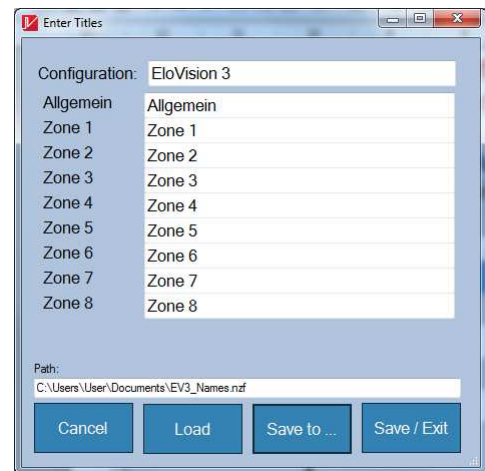 Enter Titles
Configuration: EloVision 3
Allgemein Allgemein
Zone 1 Zone 1
Zone 2 Zone 2
Zone 3 Zone 3
Zone 4 Zone 4
Zone 5 Zone 5
Zone 6 Zone 6
Zone 7 Zone 7
Zone 8 Zone 8
Path:
C:\Users\User\Documents\EV3_Names.nzf
Cancel Load Save to ... Save / Exit